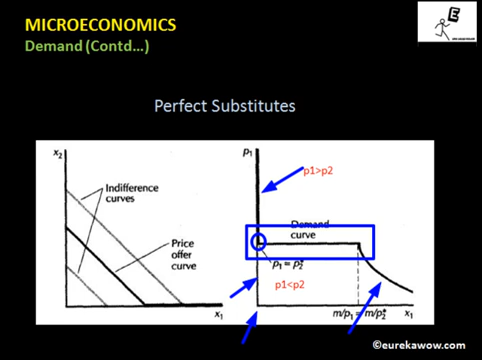 MICROECONOMICS
Demand (Contd…)
Perfect Substitutes
x2
Indifference
curves
Price
offer
curve
x1
p1
p1>p2
Demand
curve
p1 = p2*
p1<p2
m/p1 = m/p2*
x1
©eurekawow.com